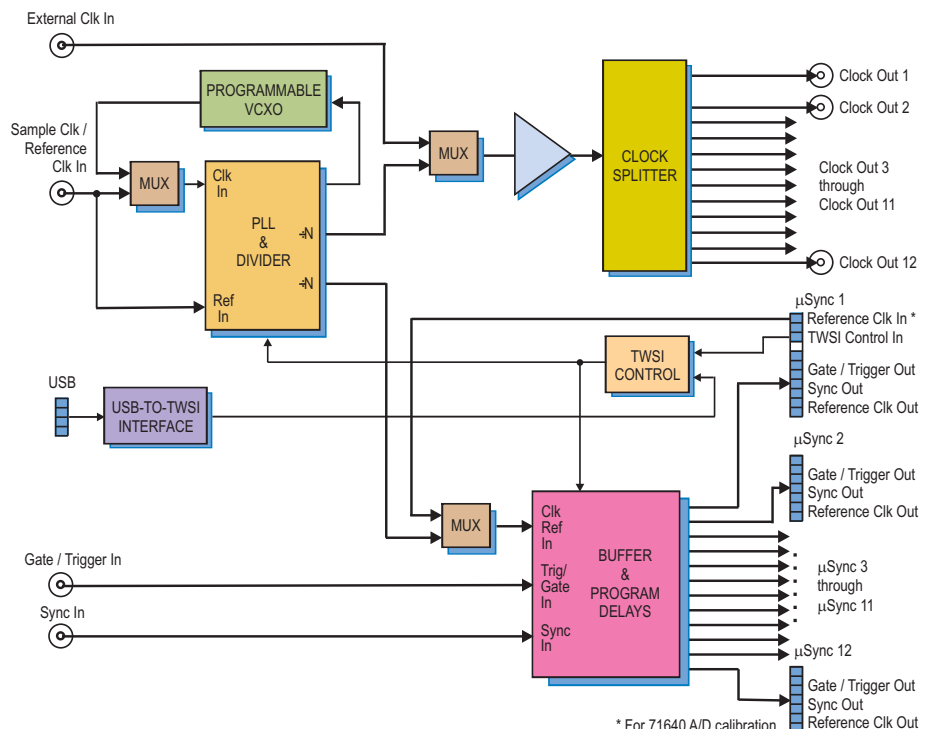 External Clk In
PROGRAMMABLE
VCXO
Sample Clk /
Reference
Clk In
MUX
Clk
In
PLL
&
DIVIDER
÷N
÷N
Ref
In
MUX
CLOCK
SPLITTER
Clock Out 1
Clock Out 2
Clock Out 3
through
Clock Out 11
Clock Out 12
µSync 1
Reference Clk In *
TWSI Control In
Gate / Trigger Out
Sync Out
Reference Clk Out
TWSI
CONTROL
USB
USB-TO-TWSI
INTERFACE
µSync 2
Gate / Trigger Out
Sync Out
Reference Clk Out
MUX
Clk
Ref
In
Trig/
Gate
In
Sync
In
BUFFER
&
PROGRAM
DELAYS
Gate / Trigger In
Sync In
µSync 3
through
µSync 11
µSync 12
Gate / Trigger Out
Sync Out
Reference Clk Out
* For 71640 A/D calibration